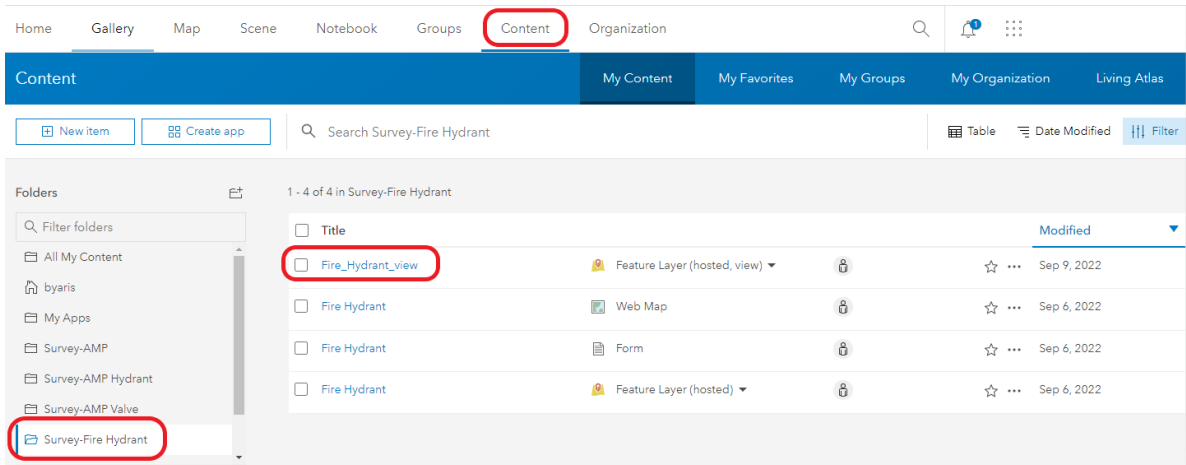 Home Gallery Map Scene Notebook Groups Content Organization 1
Content My Content My Favorites My Groups My Organization Living Atlas
New item Create app Search Survey-Fire Hydrant Table Date Modified Filter
Folders
Filter folders
All My Content
byaris
My Apps
Survey-AMP
Survey-AMP Hydrant
Survey-AMP Valve
Survey-Fire Hydrant
1 - 4 of 4 in Survey-Fire Hydrant
Title Modified
Fire_Hydrant_view Feature Layer (hosted, view) Sep 9, 2022
Fire Hydrant Web Map Sep 6, 2022
Fire Hydrant Form Sep 6, 2022
Fire Hydrant Feature Layer (hosted) Sep 6, 2022